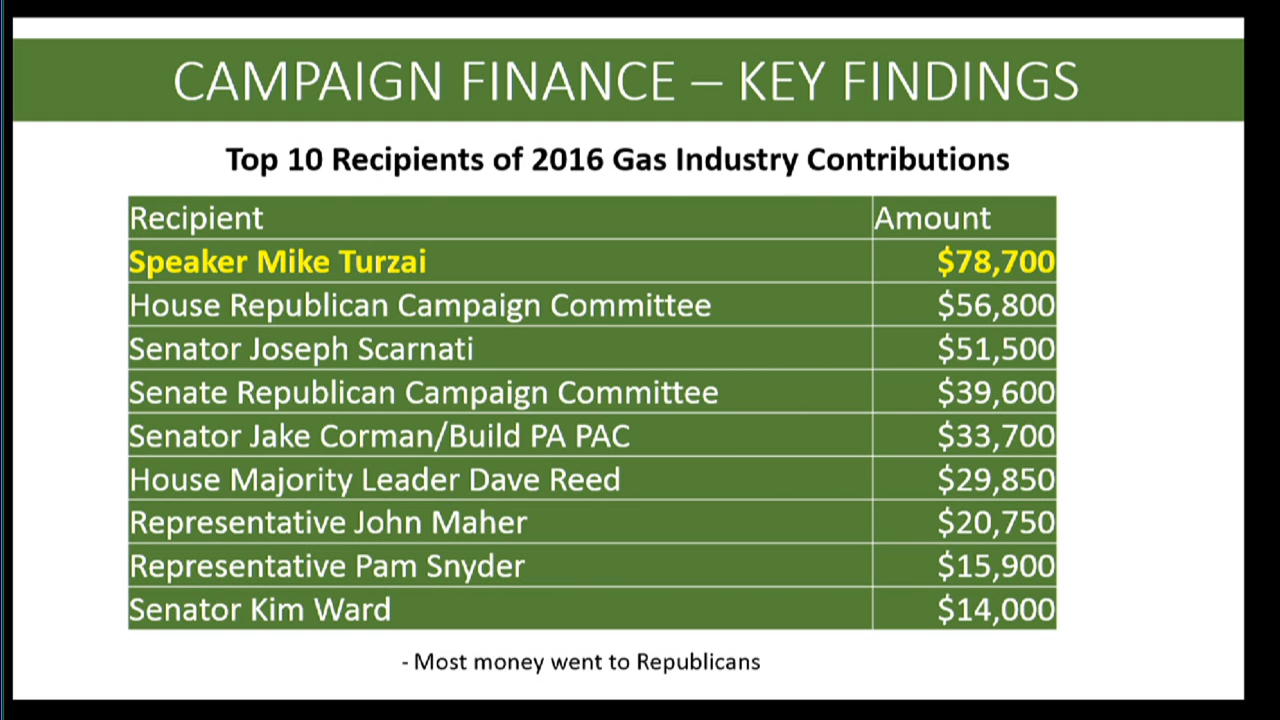 CAMPAIGN FINANCE – KEY FINDINGS
Top 10 Recipients of 2016 Gas Industry Contributions
Recipient Amount
Speaker Mike Turzai $78,700
House Republican Campaign Committee $56,800
Senator Joseph Scarnati $51,500
Senate Republican Campaign Committee $39,600
Senator Jake Corman/Build PA PAC $33,700
House Majority Leader Dave Reed $29,850
Representative John Maher $20,750
Representative Pam Snyder $15,900
Senator Kim Ward $14,000
- Most money went to Republicans